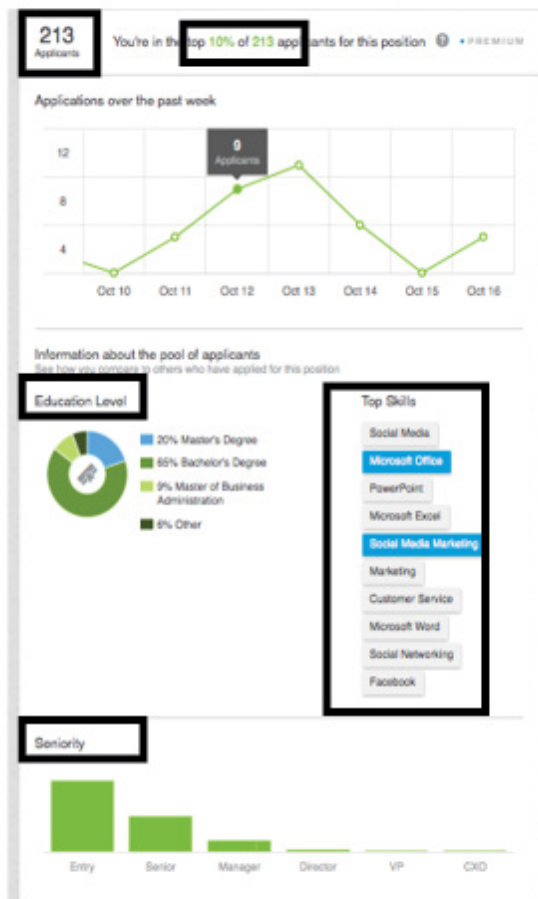 213
Applicants
You're in the top 10% of 213 applicants for this position
PREMIUM
Applications over the past week
12
8
4
9
Applicants
Oct 10 Oct 11 Oct 12 Oct 13 Oct 14 Oct 15 Oct 16
Information about the pool of applicants
See how you compare to others who have applied for this position
Education Level
20% Master's Degree
65% Bachelor's Degree
9% Master of Business
Administration
6% Other
Top Skills
Social Media
Microsoft Office
PowerPoint
Microsoft Excel
Social Media Marketing
Marketing
Customer Service
Microsoft Word
Social Networking
Facebook
Seniority
Entry Senior Manager Director VP CXO